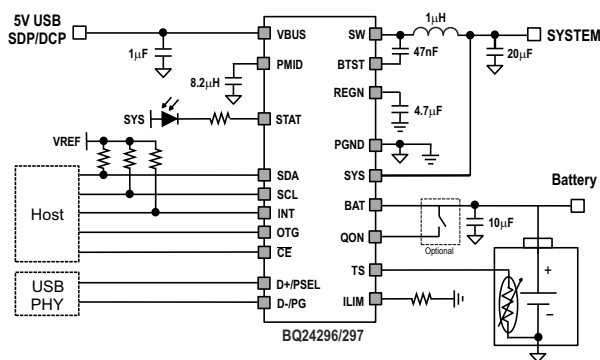 5V USB
SDP/DCP
1µF
VBUS
PMID
8.2µH
SYS
STAT
VREF
Host
SDA
SCL
INT
OTG
CE
USB
PHY
D+/PSEL
D-/PG
SW
1µH
SYSTEM
47nF
20µF
BTST
REGN
4.7µF
PGND
SYS
Battery
BAT
10µF
QON
Optional
TS
+
−
ILIM
BQ24296/297